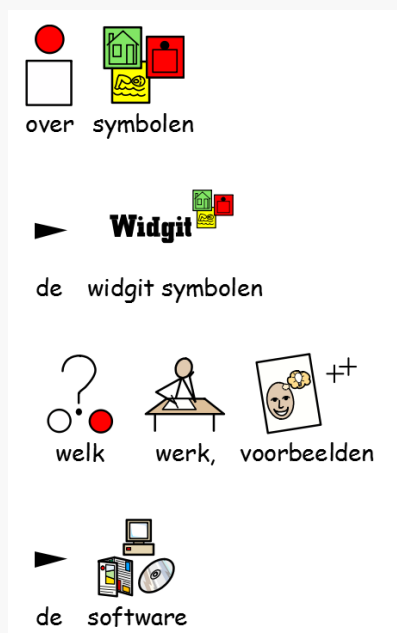 over symbolen
Widgit
de widgit symbolen
?
welk werk, voorbeelden
de software